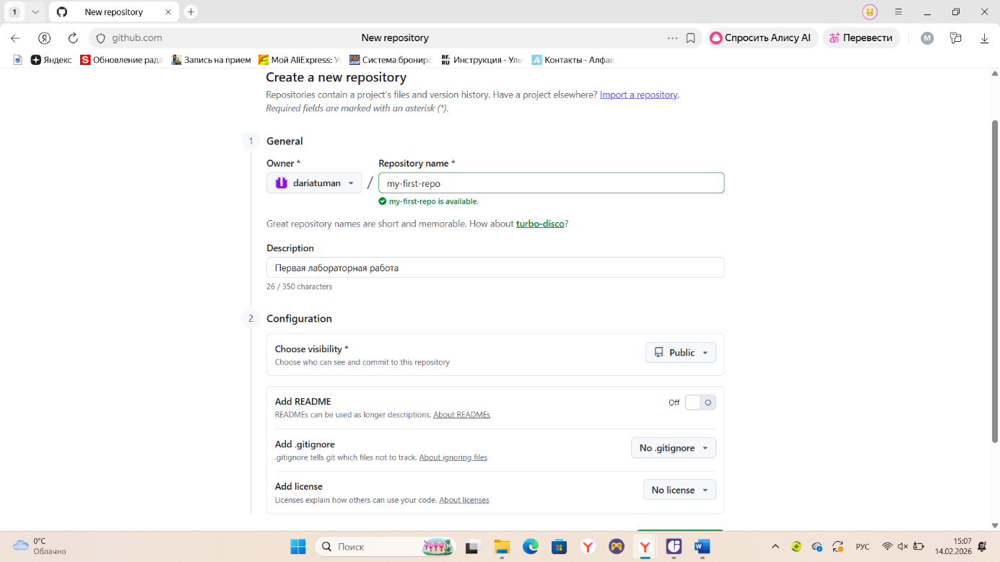 1
New repository
github.com
New repository
Спросить Алису AI
Перевести
M
Яндекс
Обновление рада
Запись на прием
Мой AliExpress: У
Система брониро
Инструкция - Уль
Контакты - Алфав
Create a new repository
Repositories contain a project's files and version history. Have a project elsewhere? Import a repository.
Required fields are marked with an asterisk (*).
1
General
Owner *
Repository name *
dariatuman
/
my-first-repo
my-first-repo is available.
Great repository names are short and memorable. How about turbo-disco?
Description
Первая лабораторная работа
26 / 350 characters
2
Configuration
Choose visibility *
Choose who can see and commit to this repository
Public
Add README
READMEs can be used as longer descriptions. About READMEs
Off
Add .gitignore
.gitignore tells git which files not to track. About ignoring files
No .gitignore
Add license
Licenses explain how others can use your code. About licenses
No license
0°C
Облачно
Поиск
РУС
15:07
14.02.2026